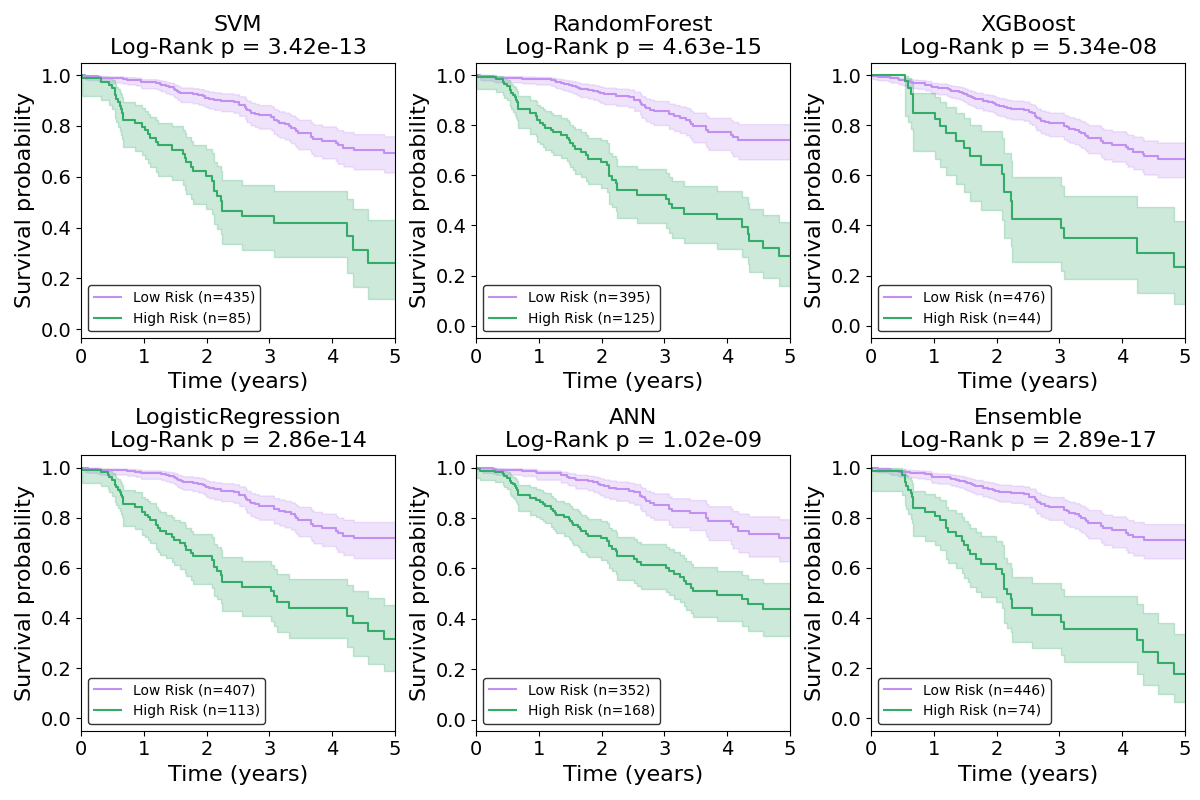 SVM
Log-Rank p = 3.42e-13
Survival probability
1.0
0.8
0.6
0.4
0.2
0.0
Low Risk (n=435)
High Risk (n=85)
0 1 2 3 4 5
Time (years)
RandomForest
Log-Rank p = 4.63e-15
Survival probability
1.0
0.8
0.6
0.4
0.2
0.0
Low Risk (n=395)
High Risk (n=125)
0 1 2 3 4 5
Time (years)
XGBoost
Log-Rank p = 5.34e-08
Survival probability
1.0
0.8
0.6
0.4
0.2
0.0
Low Risk (n=476)
High Risk (n=44)
0 1 2 3 4 5
Time (years)
LogisticRegression
Log-Rank p = 2.86e-14
Survival probability
1.0
0.8
0.6
0.4
0.2
0.0
Low Risk (n=407)
High Risk (n=113)
0 1 2 3 4 5
Time (years)
ANN
Log-Rank p = 1.02e-09
Survival probability
1.0
0.8
0.6
0.4
0.2
0.0
Low Risk (n=352)
High Risk (n=168)
0 1 2 3 4 5
Time (years)
Ensemble
Log-Rank p = 2.89e-17
Survival probability
1.0
0.8
0.6
0.4
0.2
0.0
Low Risk (n=446)
High Risk (n=74)
0 1 2 3 4 5
Time (years)